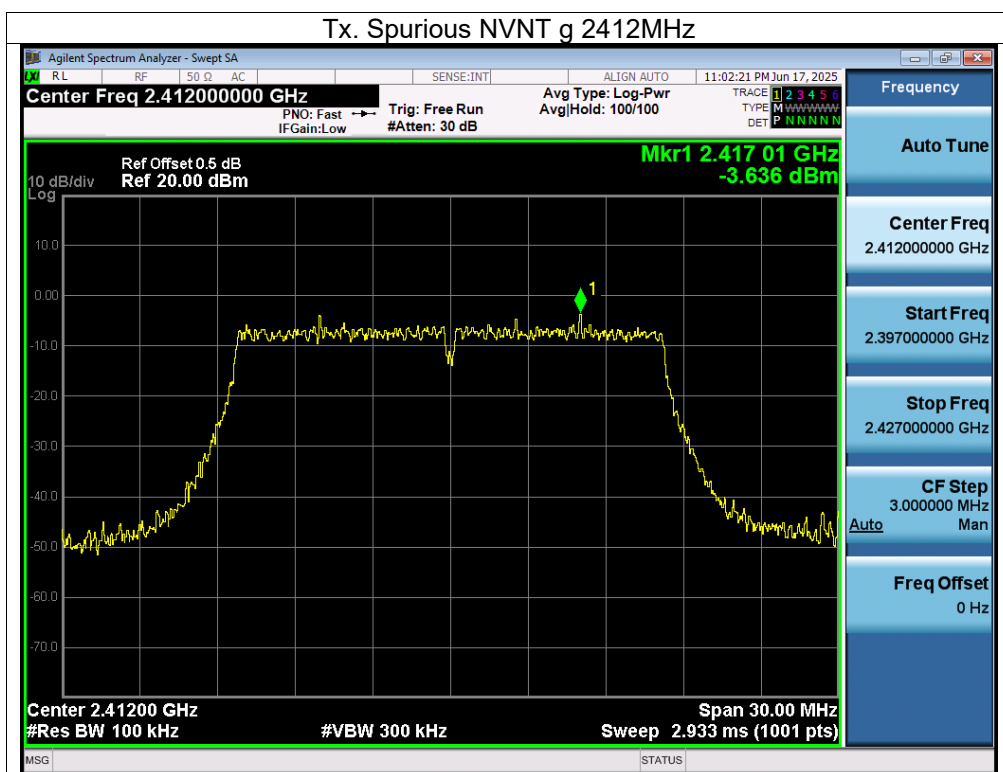 Tx. Spurious NVNT g 2412MHz
Agilent Spectrum Analyzer - Swept SA
LXI RL RF 50 Ω AC SENSE:INT ALIGN AUTO 11:02:21 PM Jun 17, 2025
Center Freq 2.412000000 GHz
PNO: Fast
IFGain:Low
Trig: Free Run
#Atten: 30 dB
Avg Type: Log-Pwr
Avg|Hold: 100/100
TRACE 1 2 3 4 5 6
TYPE M WWWWW
DET P N N N N N
Mkr1 2.417 01 GHz
-3.636 dBm
Ref Offset 0.5 dB
10 dB/div Ref 20.00 dBm
Log
10.0
0.00
-10.0
-20.0
-30.0
-40.0
-50.0
-60.0
-70.0
1
Center 2.41200 GHz Span 30.00 MHz
#Res BW 100 kHz #VBW 300 kHz Sweep 2.933 ms (1001 pts)
MSG STATUS
Frequency
Auto Tune
Center Freq
2.412000000 GHz
Start Freq
2.397000000 GHz
Stop Freq
2.427000000 GHz
CF Step
3.000000 MHz
Auto Man
Freq Offset
0 Hz